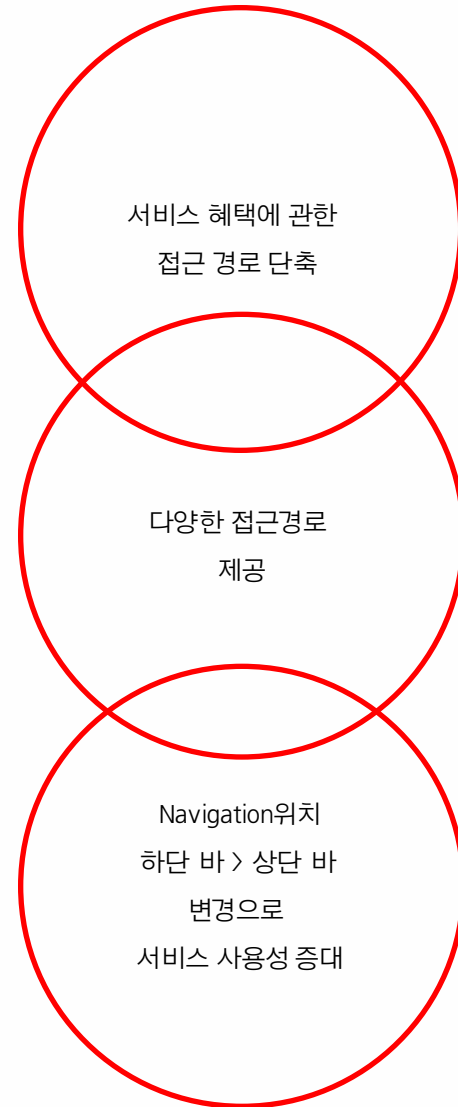 서비스 혜택에 관한
접근 경로 단축
다양한 접근경로
제공
Navigation위치
하단 바 > 상단 바
변경으로
서비스 사용성 증대